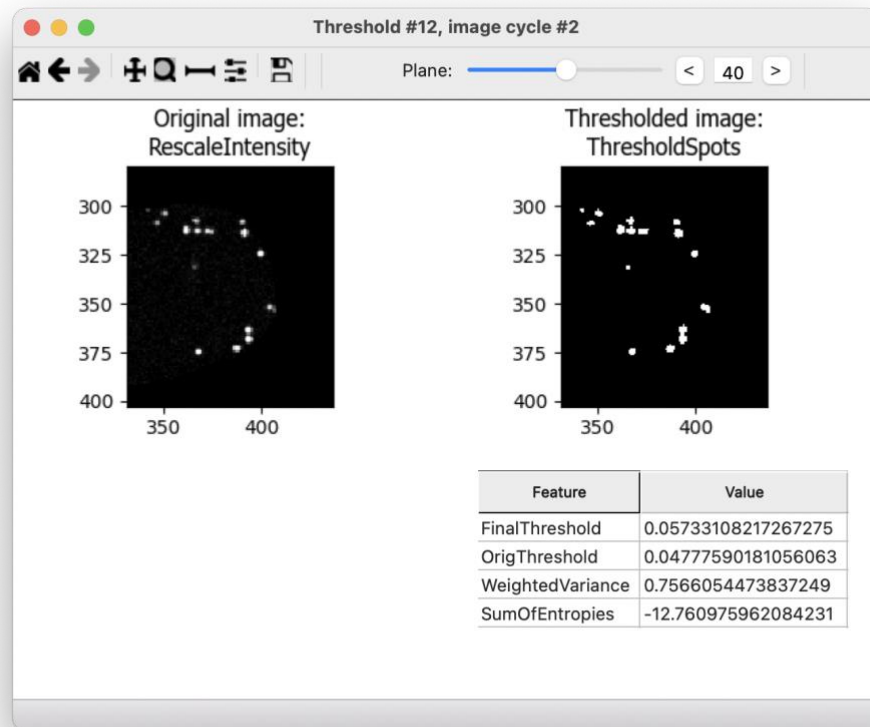 Threshold #12, image cycle #2
Plane: < 40 >
Original image:
RescaleIntensity
300
325
350
375
400
350 400
Thresholded image:
ThresholdSpots
300
325
350
375
400
350 400
Feature Value
FinalThreshold 0.05733108217267275
OrigThreshold 0.04777590181056063
WeightedVariance 0.7566054473837249
SumOfEntropies -12.760975962084231